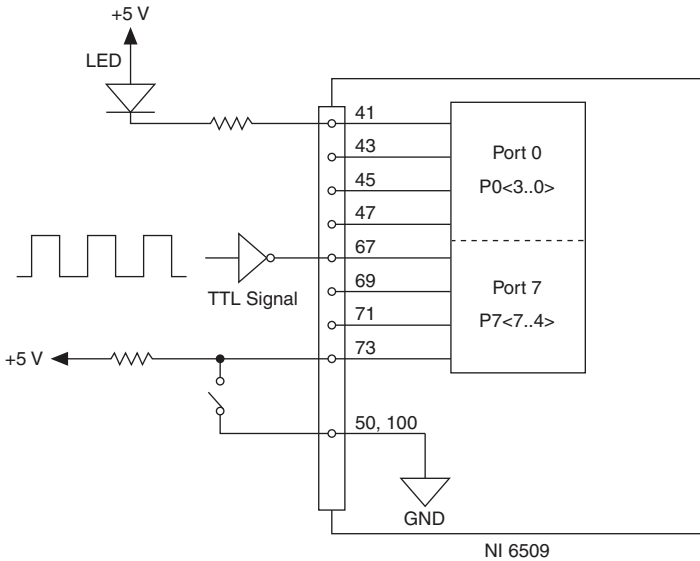 +5 V
LED
41
43
Port 0
45
P0<3..0>
47
67
TTL Signal
69
Port 7
71
P7<7..4>
+5 V
73
50, 100
GND
NI 6509